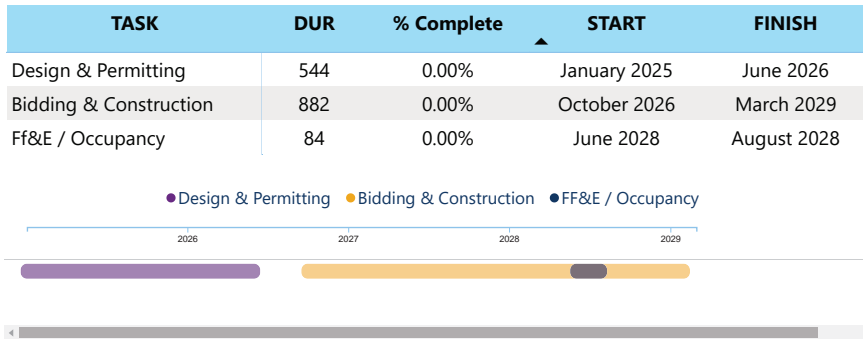 TASK DUR % Complete START FINISH
Design & Permitting 544 0.00% January 2025 June 2026
Bidding & Construction 882 0.00% October 2026 March 2029
Ff&E / Occupancy 84 0.00% June 2028 August 2028
Design & Permitting Bidding & Construction FF&E / Occupancy
2026 2027 2028 2029